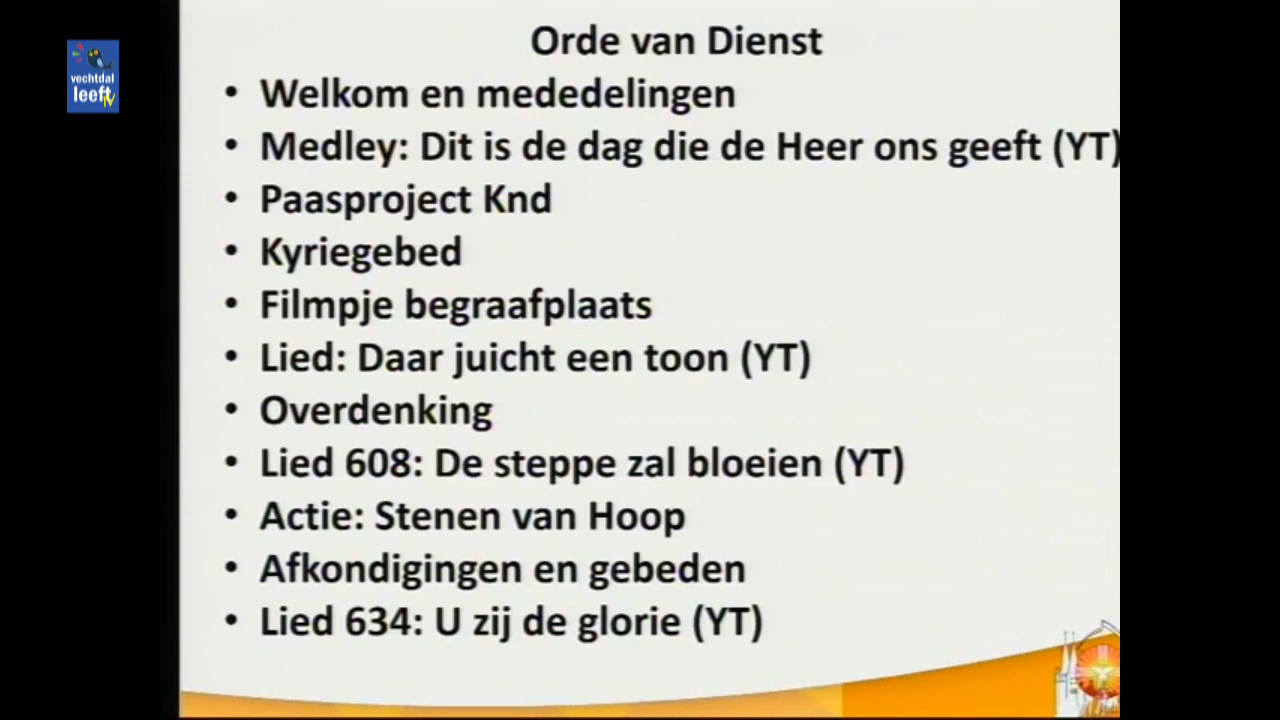 vechtdal
leeft
TV
Orde van Dienst
• Welkom en mededelingen
• Medley: Dit is de dag die de Heer ons geeft (YT)
• Paasproject Knd
• Kyriegebed
• Filmpje begraafplaats
• Lied: Daar juicht een toon (YT)
• Overdenking
• Lied 608: De steppe zal bloeien (YT)
• Actie: Stenen van Hoop
• Afkondigingen en gebeden
• Lied 634: U zij de glorie (YT)